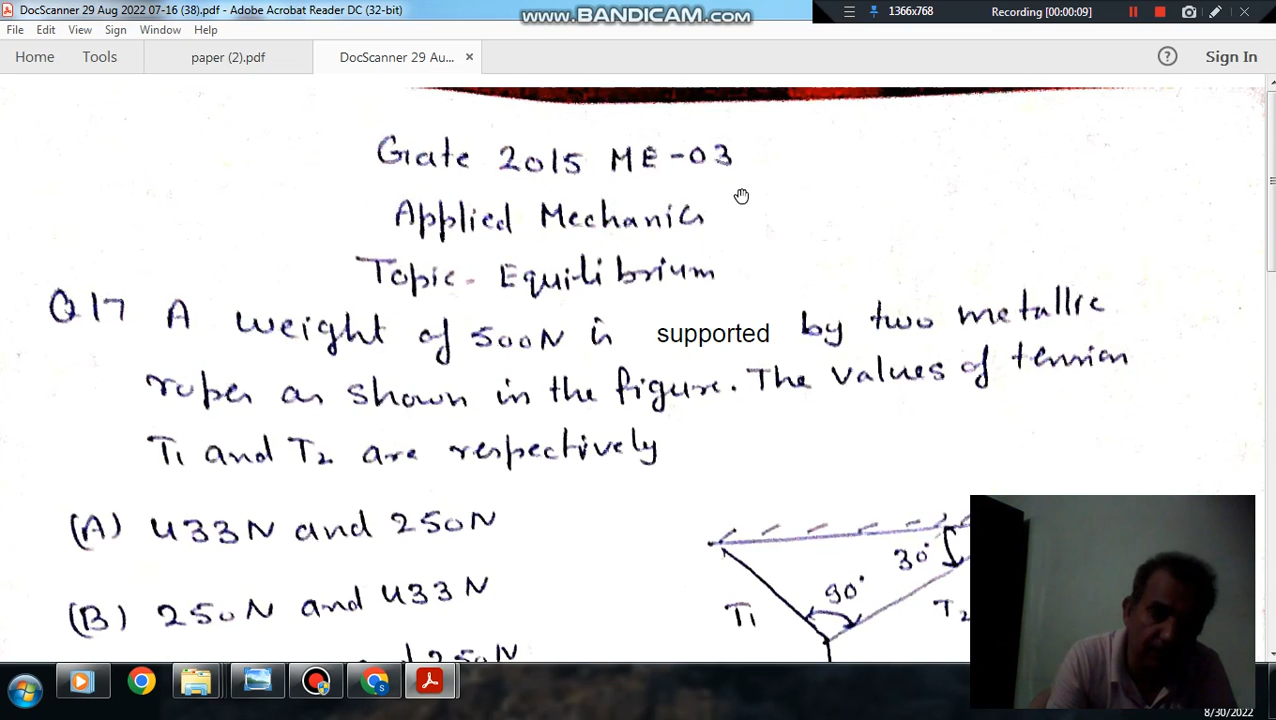 DocScanner 29 Aug 2022 07-16 (38).pdf - Adobe Acrobat Reader DC (32-bit)
www.BANDICAM.com
1366x768
Recording [00:00:09]
File Edit View Sign Window Help
Home Tools paper (2).pdf DocScanner 29 Au... × Sign In
Gate 2015 ME-03
Applied Mechanics
Topic - Equilibrium
Q17 A weight of 500N is supported by two metallic
ropes as shown in the figure. The values of tension
T1 and T2 are respectively
(A) 433N and 250N
30°
90°
(B) 250N and 433N
T1
T2
250N
8/30/2022